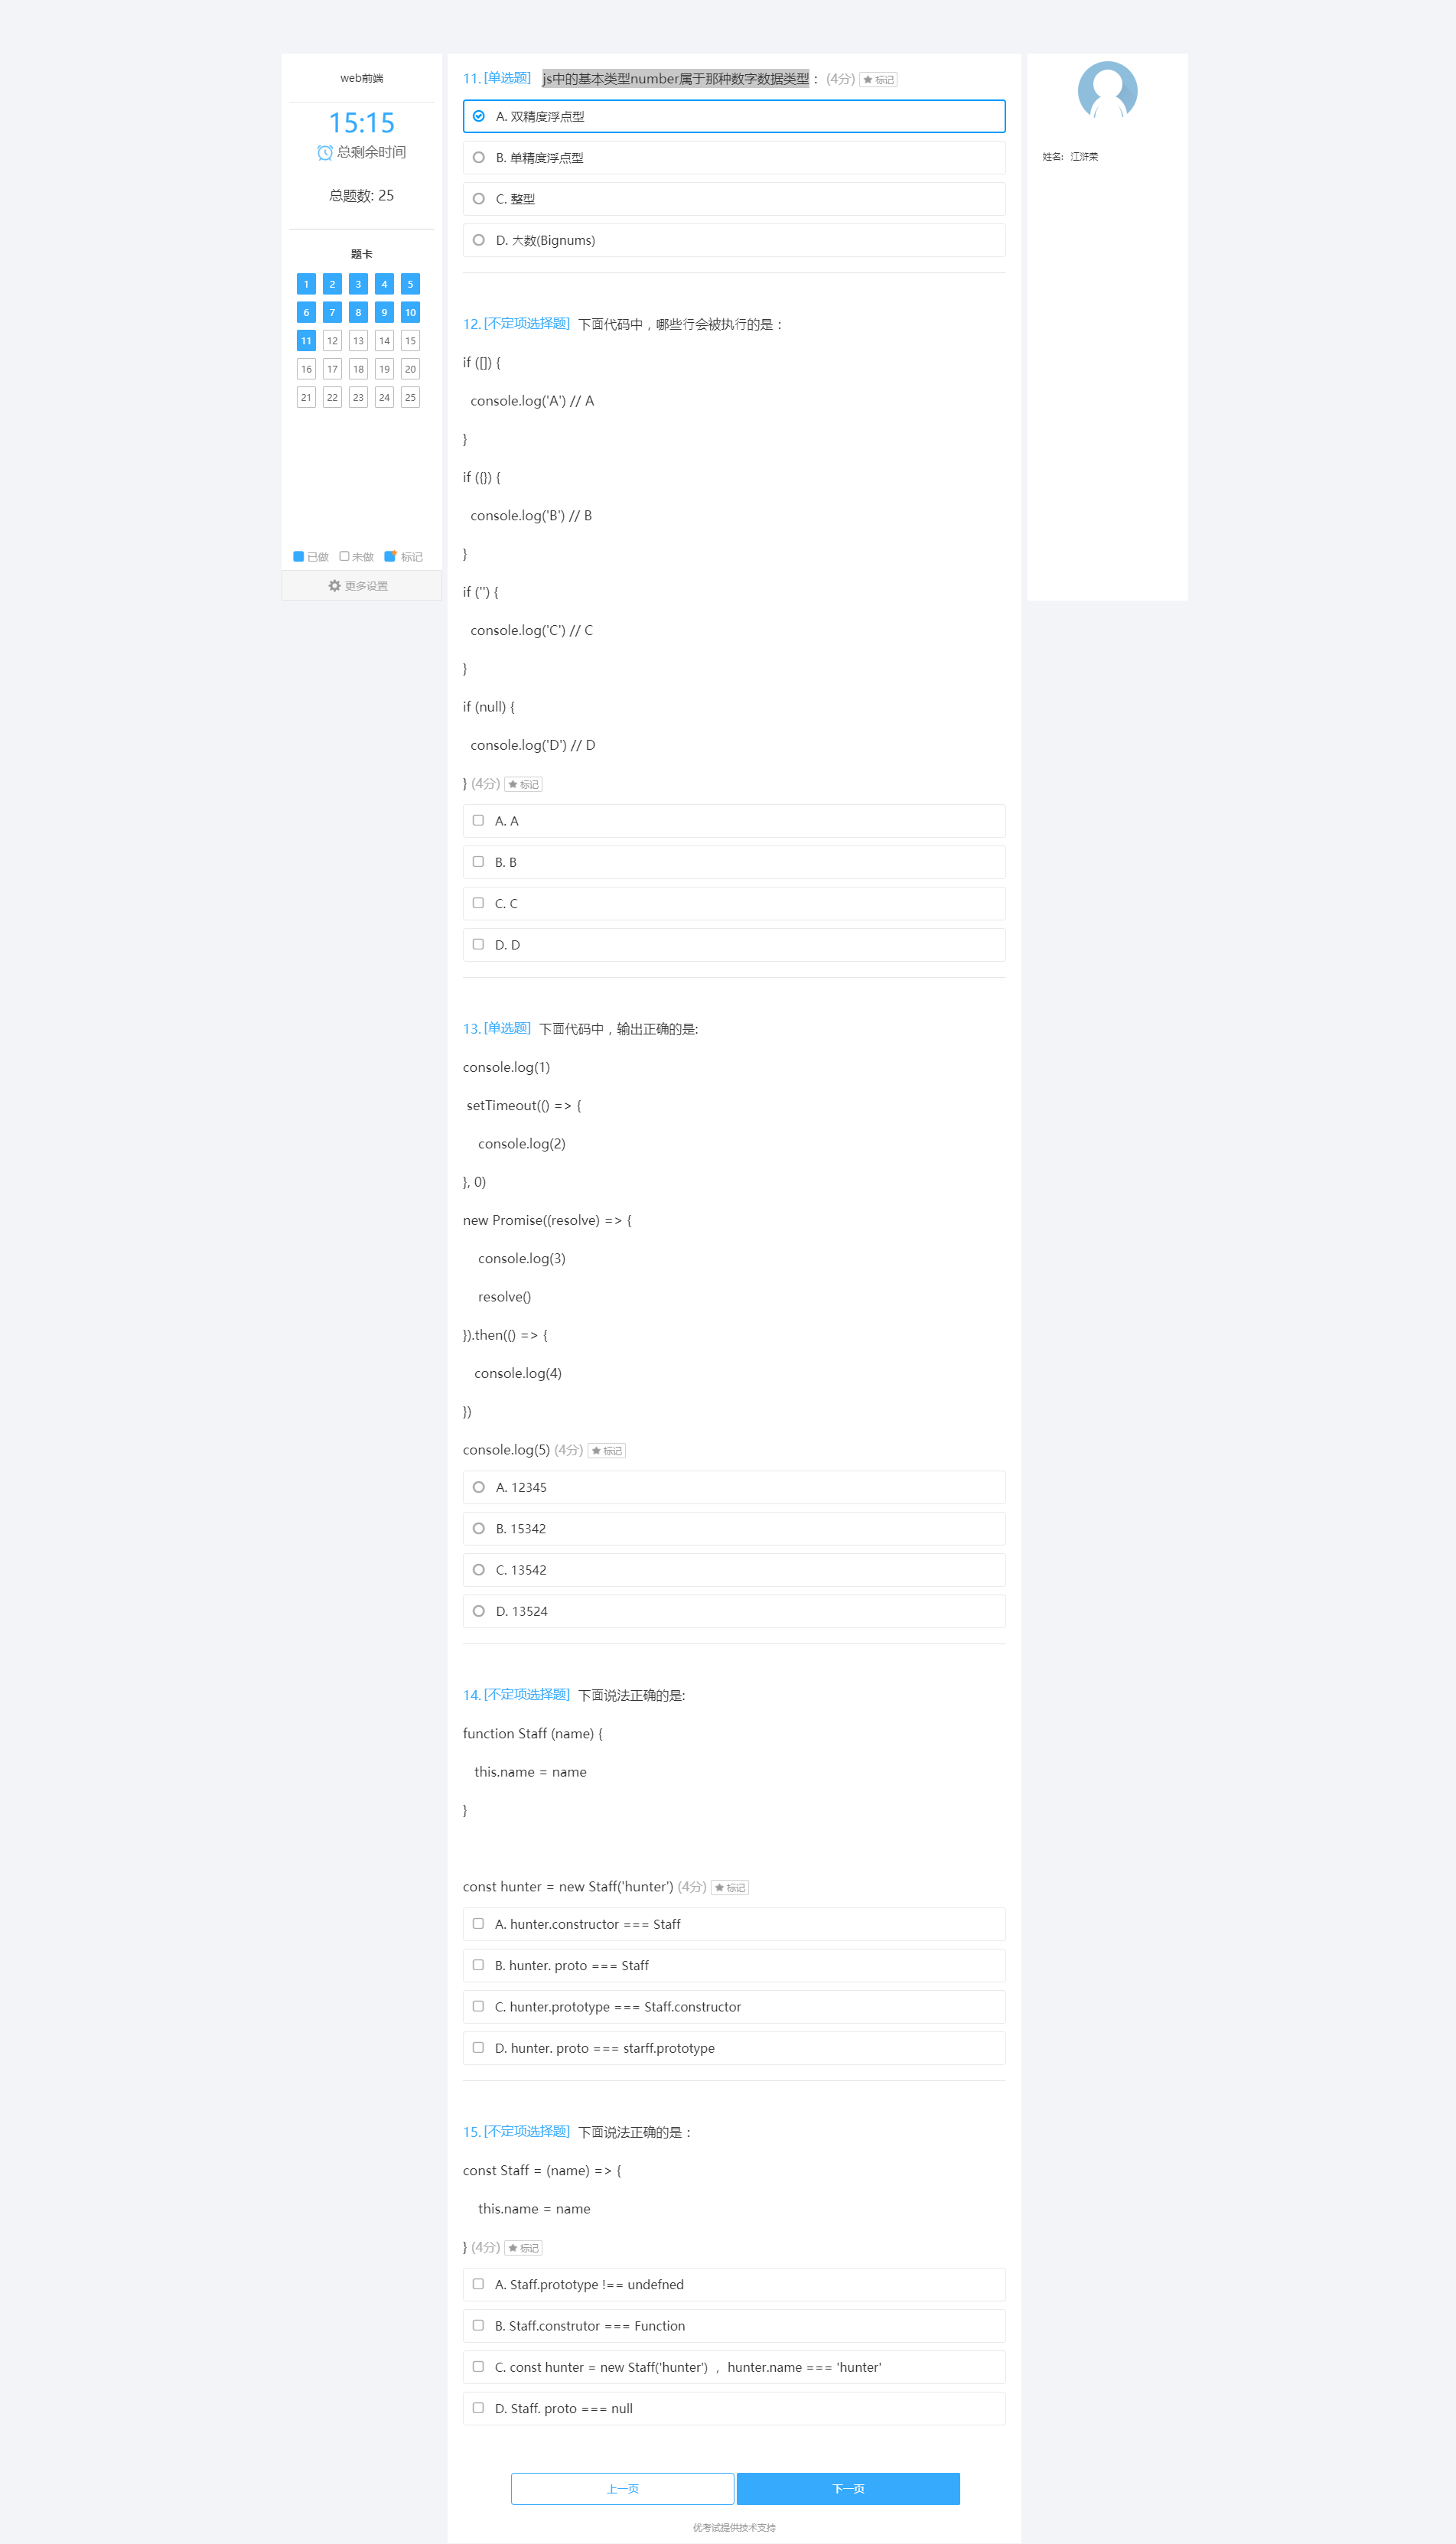 web前端
15:15
总剩余时间
总题数: 25
题卡
1 2 3 4 5
6 7 8 9 10
11 12 13 14 15
16 17 18 19 20
21 22 23 24 25
已做 未做 标记
更多设置
11. [单选题] js中的基本类型number属于那种数字数据类型： (4分) 标记
A. 双精度浮点型
B. 单精度浮点型
C. 整型
D. 大数(Bignums)
12. [不定项选择题] 下面代码中，哪些行会被执行的是：
if ([]) {
console.log('A') // A
}
if ({}) {
console.log('B') // B
}
if ('') {
console.log('C') // C
}
if (null) {
console.log('D') // D
} (4分) 标记
A. A
B. B
C. C
D. D
13. [单选题] 下面代码中，输出正确的是:
console.log(1)
setTimeout(() => {
console.log(2)
}, 0)
new Promise((resolve) => {
console.log(3)
resolve()
}).then(() => {
console.log(4)
})
console.log(5) (4分) 标记
A. 12345
B. 15342
C. 13542
D. 13524
14. [不定项选择题] 下面说法正确的是:
function Staff (name) {
this.name = name
}
const hunter = new Staff('hunter') (4分) 标记
A. hunter.constructor === Staff
B. hunter. proto === Staff
C. hunter.prototype === Staff.constructor
D. hunter. proto === starff.prototype
15. [不定项选择题] 下面说法正确的是：
const Staff = (name) => {
this.name = name
} (4分) 标记
A. Staff.prototype !== undefned
B. Staff.construtor === Function
C. const hunter = new Staff('hunter') ， hunter.name === 'hunter'
D. Staff. proto === null
上一页 下一页
优考试提供技术支持
姓名: 江浒荣